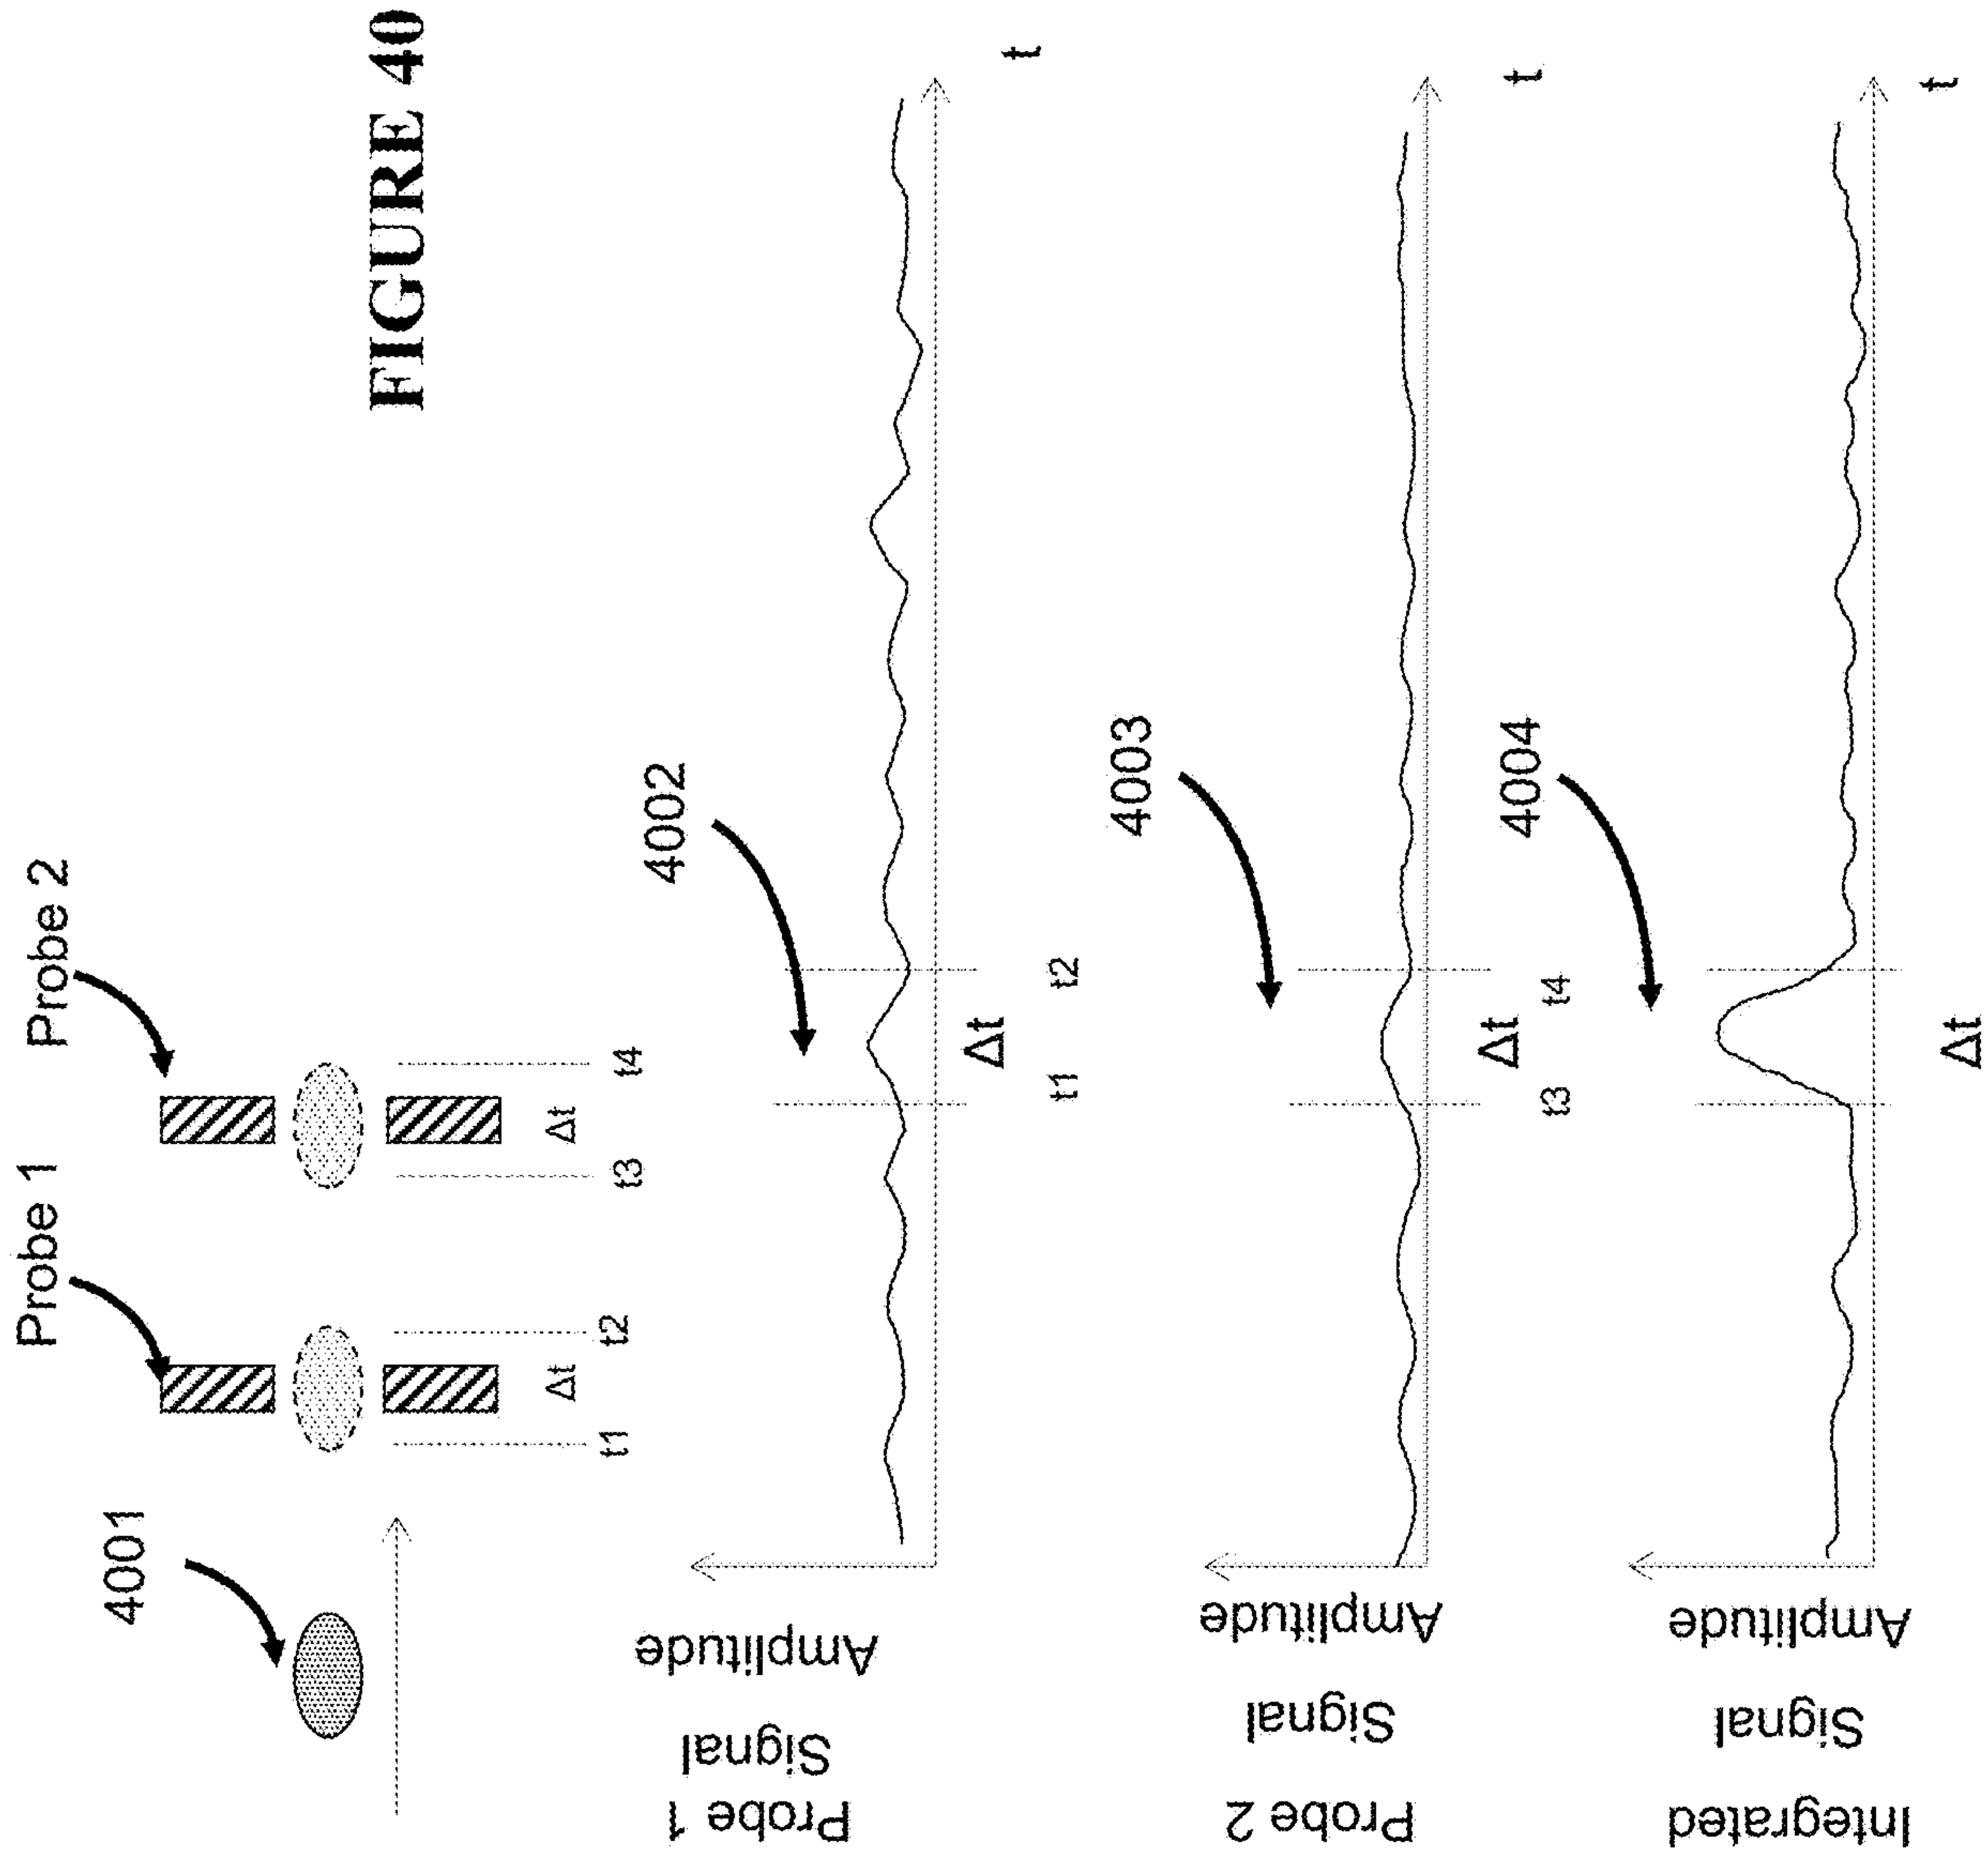 FIGURE 40
4001
Probe 1
Probe 2
t1 Δt t2
t3 Δt t4
4002
Probe 1
Signal
Amplitude
t
t1 Δt t2
4003
Probe 2
Signal
Amplitude
t
t3 Δt t4
4004
Integrated
Signal
Amplitude
t
Δt